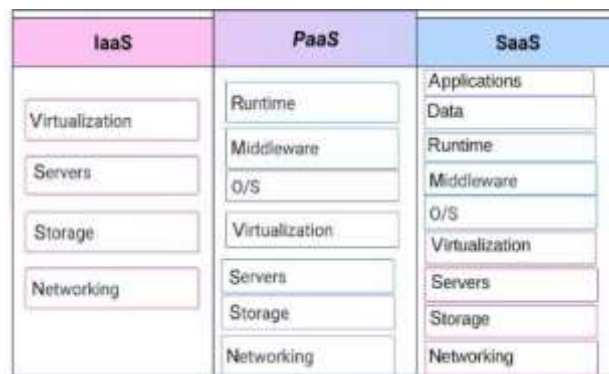 IaaS
Virtualization
Servers
Storage
Networking
PaaS
Runtime
Middleware
O/S
Virtualization
Servers
Storage
Networking
SaaS
Applications
Data
Runtime
Middleware
O/S
Virtualization
Servers
Storage
Networking